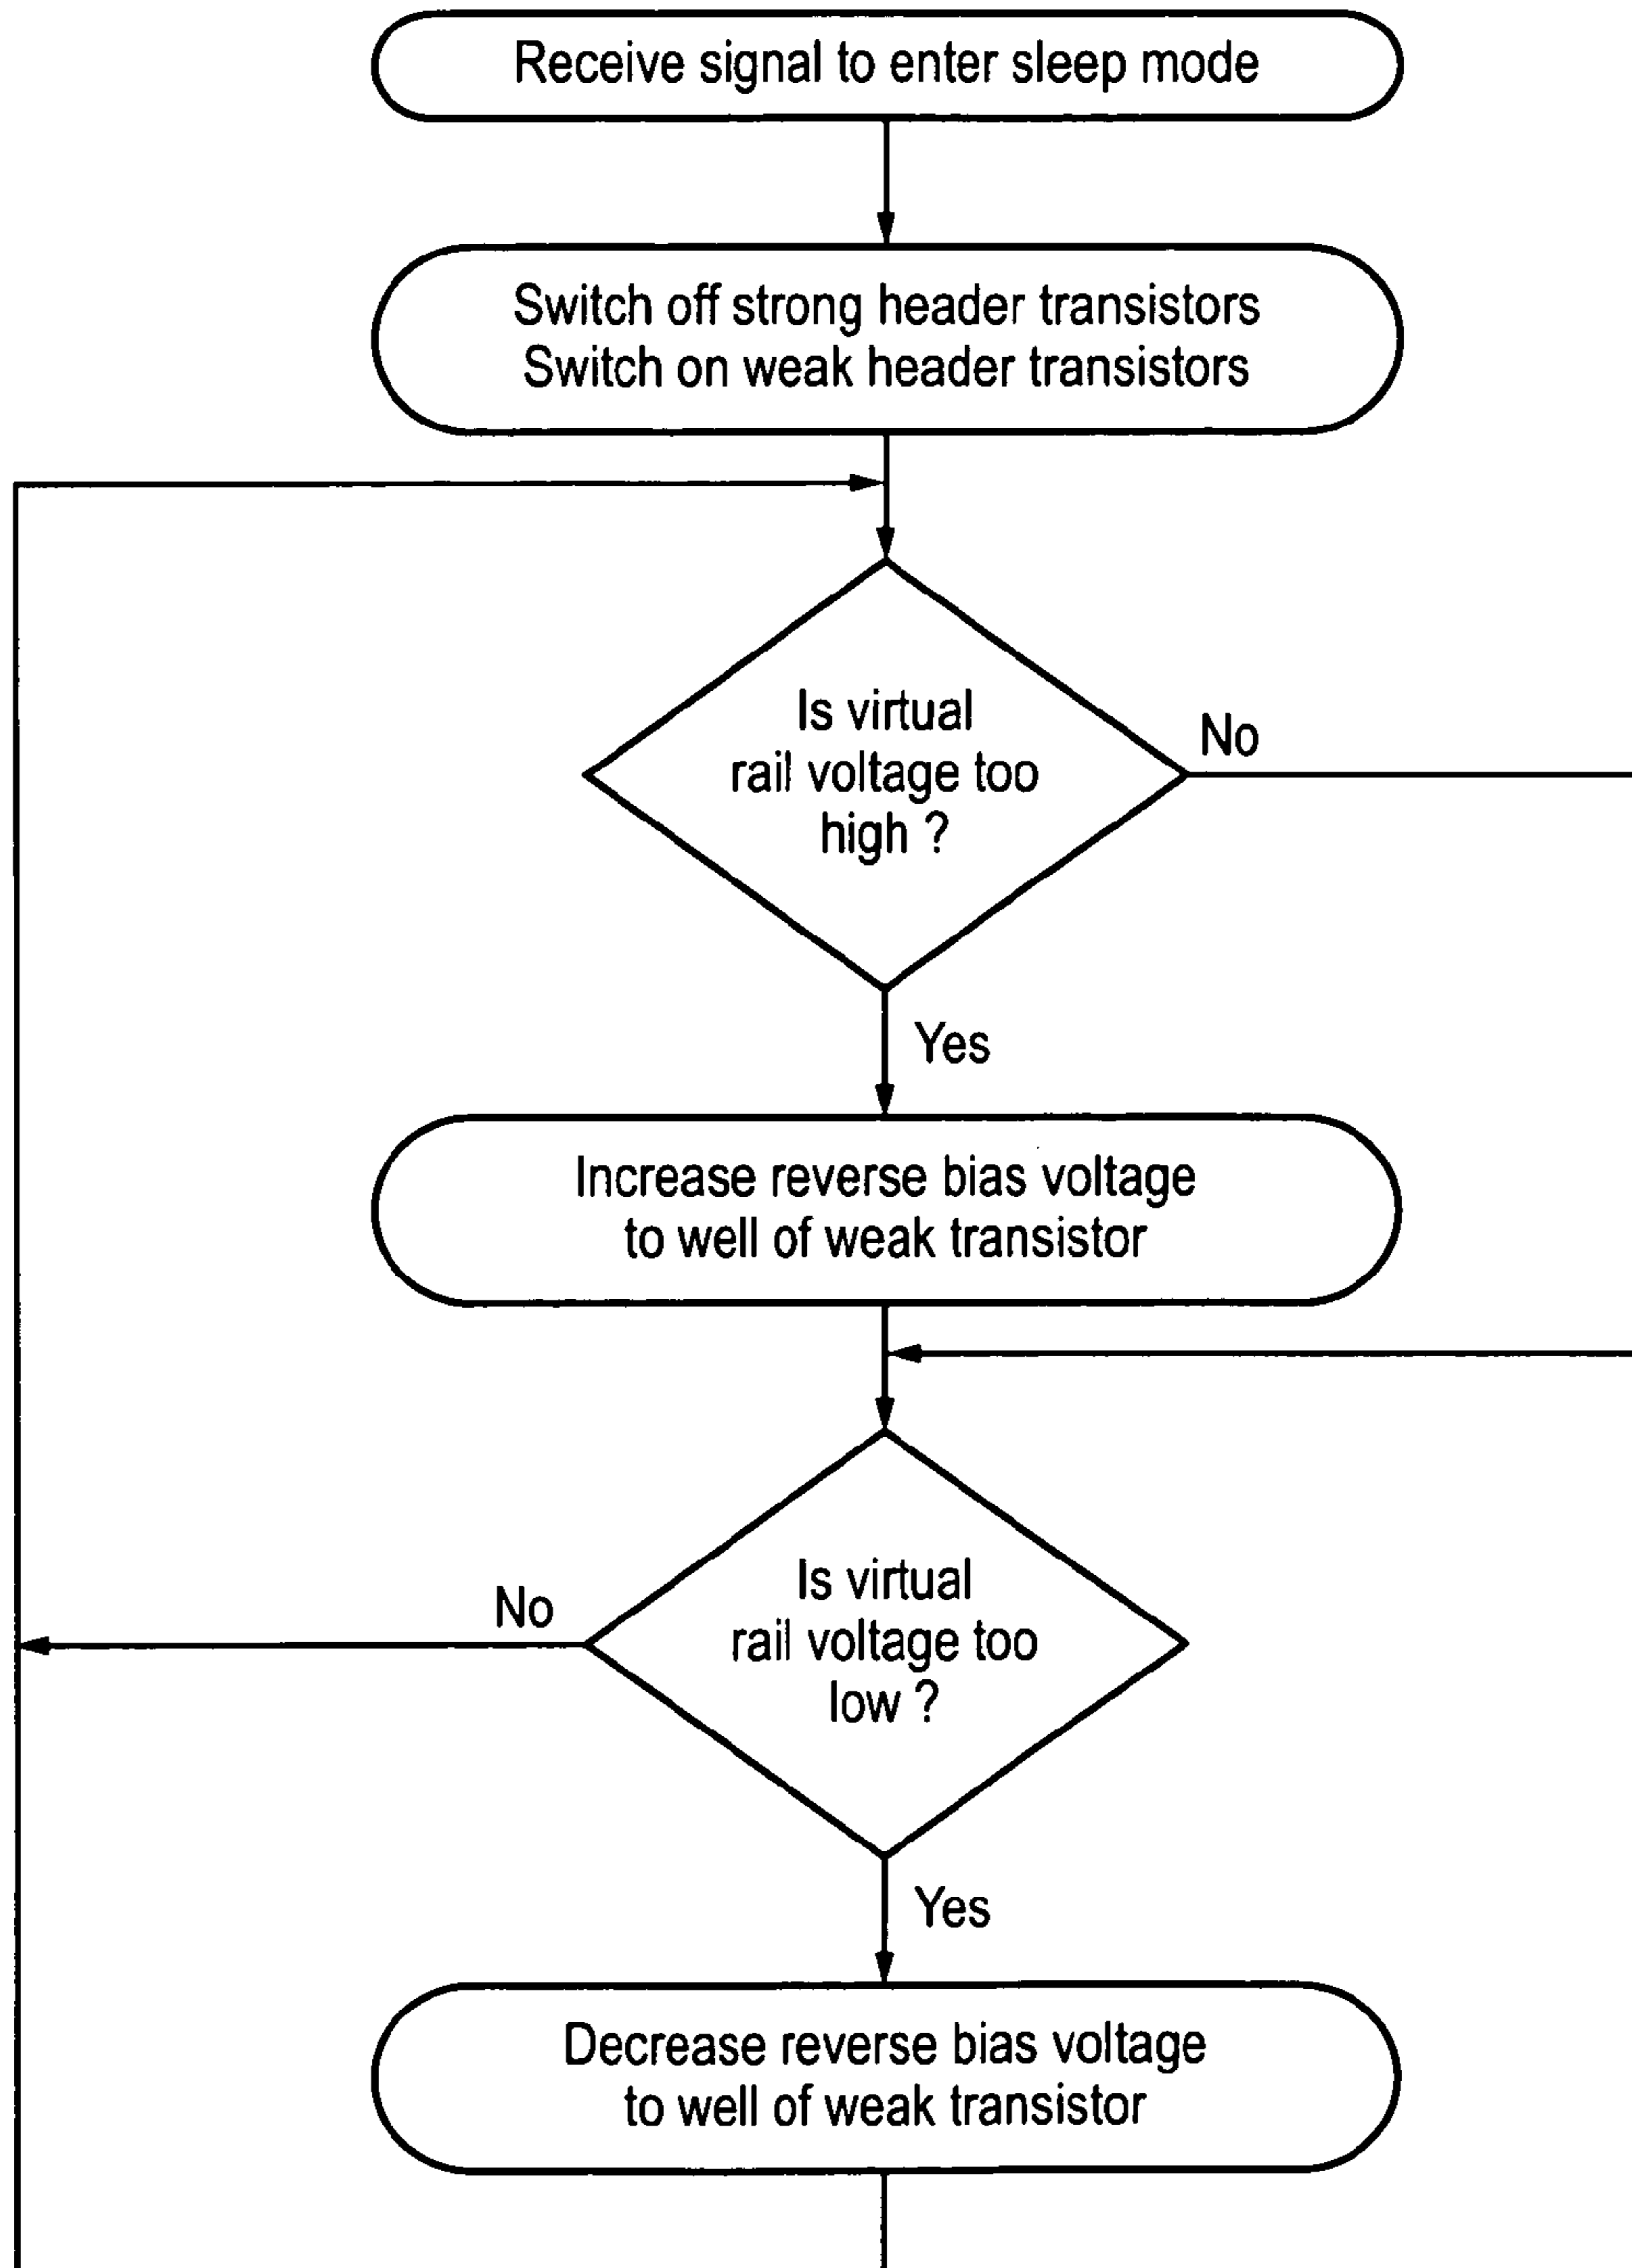 Receive signal to enter sleep mode
Switch off strong header transistors
Switch on weak header transistors
Is virtual
rail voltage too
high ?
No
Yes
Increase reverse bias voltage
to well of weak transistor
Is virtual
rail voltage too
low ?
No
Yes
Decrease reverse bias voltage
to well of weak transistor